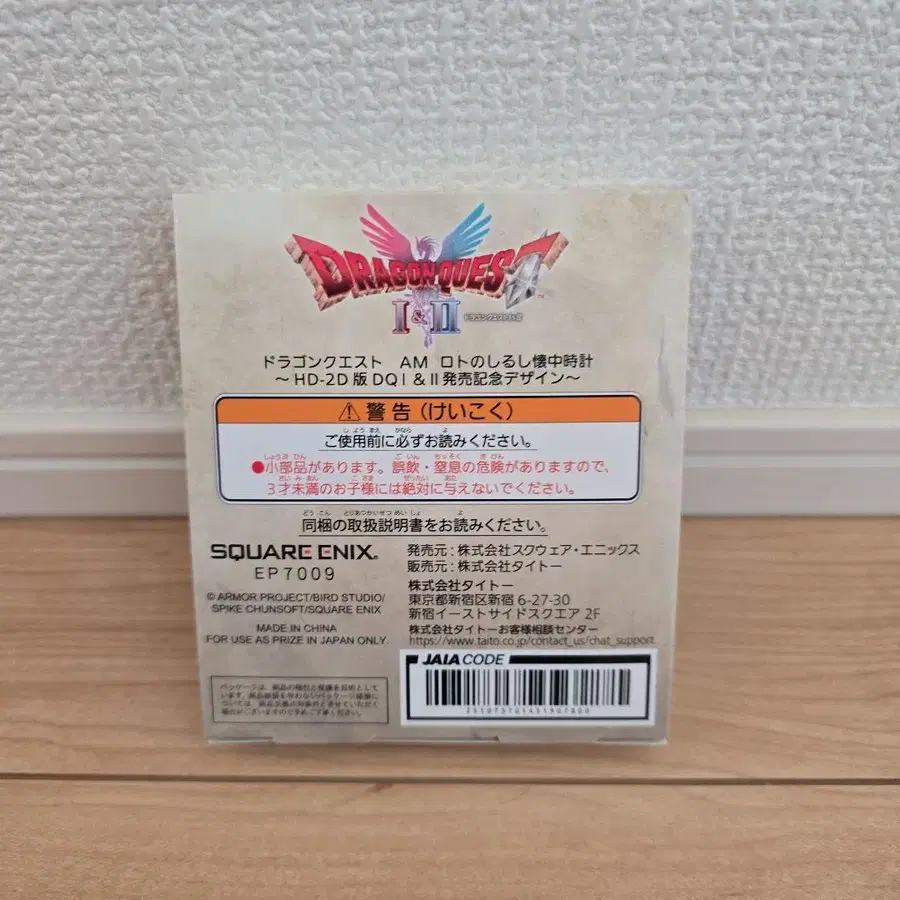 DRAGON QUEST
I & II
ドラゴンクエスト AM ロトのしるし懐中時計
～HD-2D版 DQI&II発売記念デザイン～
⚠ 警告(けいこく)
ご使用前に必ずお読みください。
●小部品があります。誤飲・窒息の危険がありますので、
3才未満のお子様には絶対に与えないでください。
同梱の取扱説明書をお読みください。
SQUARE ENIX®
EP7009
© ARMOR PROJECT/BIRD STUDIO/
SPIKE CHUNSOFT/SQUARE ENIX
MADE IN CHINA
FOR USE AS PRIZE IN JAPAN ONLY.
発売元:株式会社スクウェア・エニックス
販売元:株式会社タイトー
株式会社タイトー
東京都新宿区新宿 6-27-30
新宿イーストサイドスクエア 2F
株式会社タイトーお客様相談センター
https://www.taito.co.jp/contact_us/chat_support
JAIA CODE